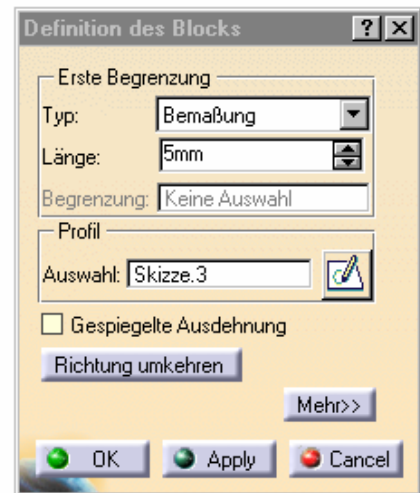 Definition des Blocks ? X
Erste Begrenzung
Typ: Bemaßung
Länge: 5mm
Begrenzung: Keine Auswahl
Profil
Auswahl: Skizze.3
Gespiegelte Ausdehnung
Richtung umkehren
Mehr>>
OK Apply Cancel